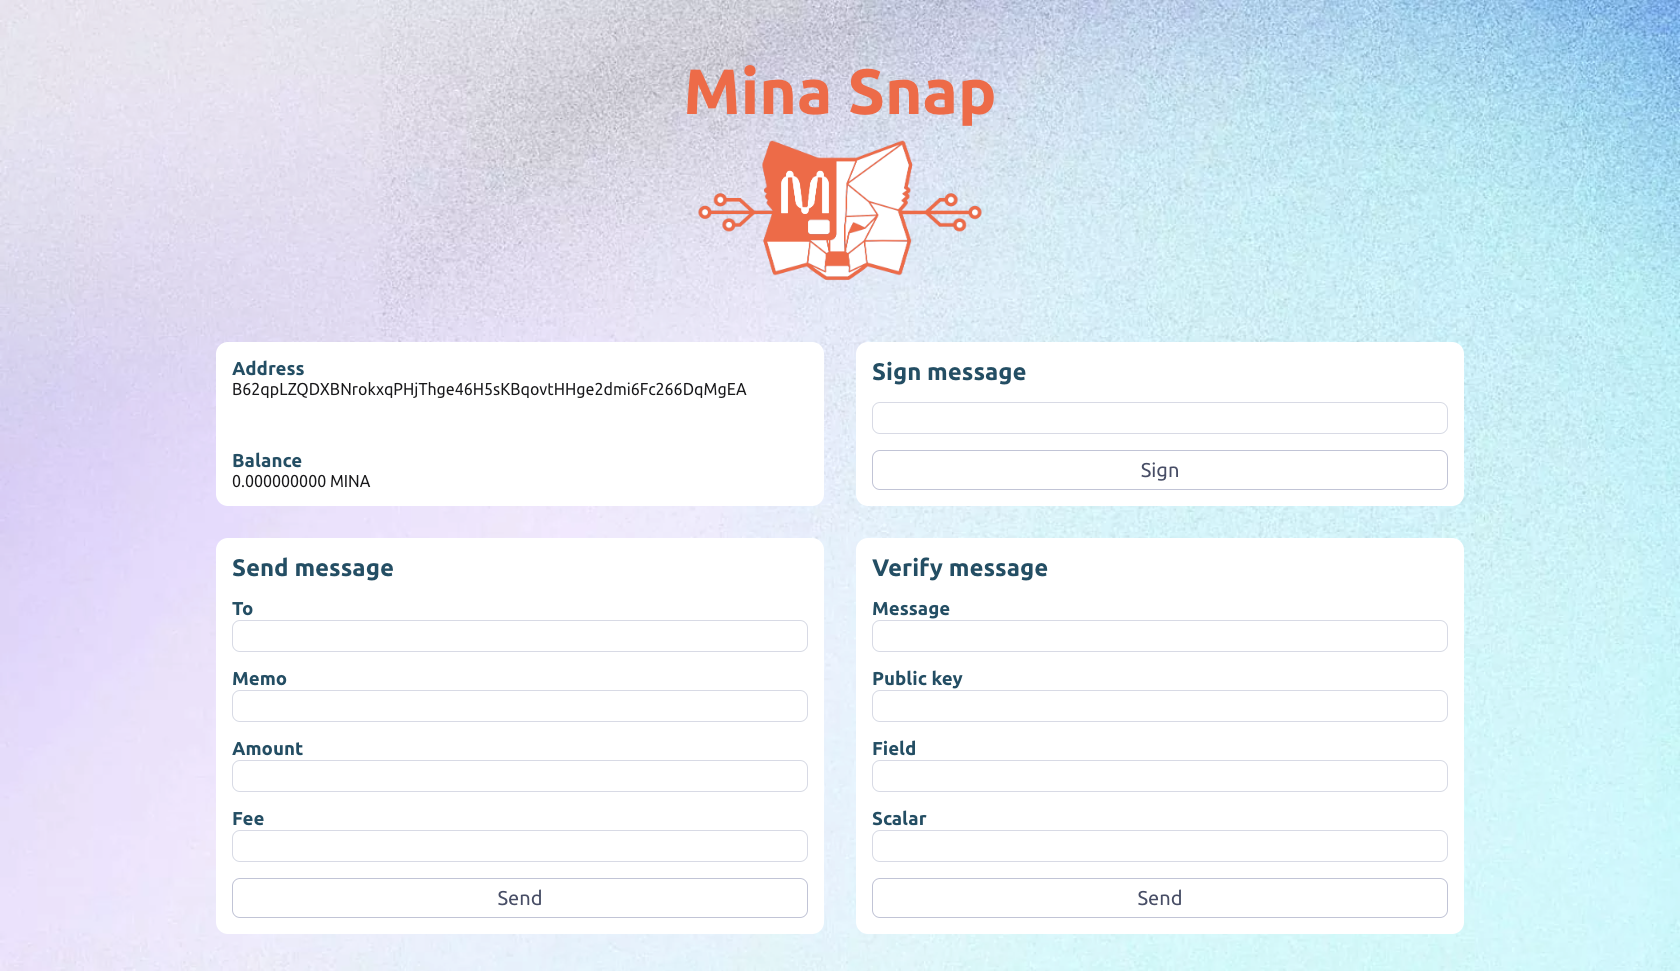 Mina Snap
M
Address
B62qpLZQDXBNrokxqPHjThge46H5sKBqovtHHge2dmi6Fc266DqMgEA
Balance
0.000000000 MINA
Sign message
Sign
Send message
To
Memo
Amount
Fee
Send
Verify message
Message
Public key
Field
Scalar
Send